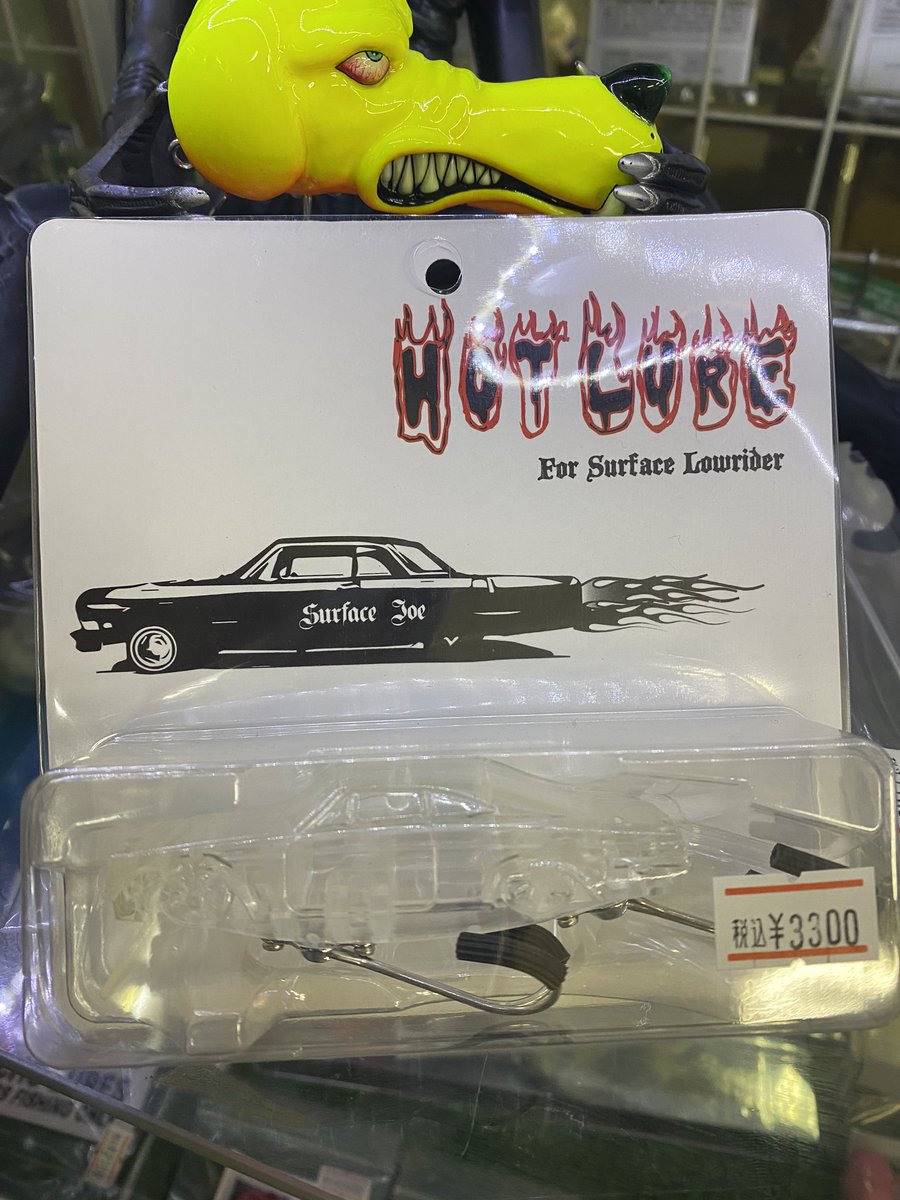 HOT LURE
For Surface Lowrider
Surface Joe
税込¥3300